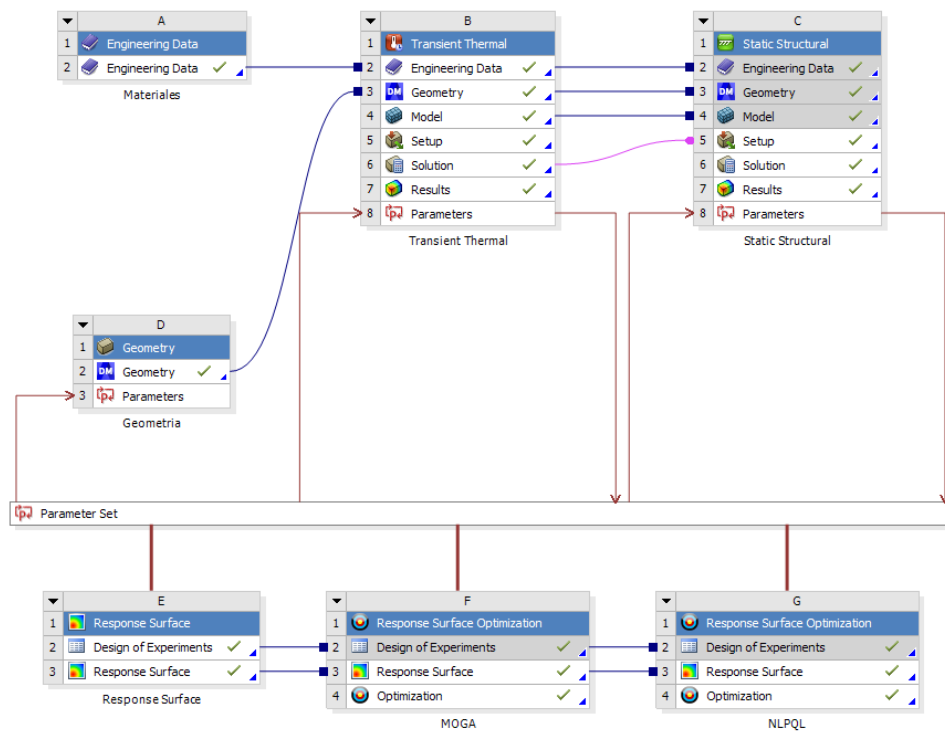 A
1 Engineering Data
2 Engineering Data
Materiales
B
1 Transient Thermal
2 Engineering Data
3 DM Geometry
4 Model
5 Setup
6 Solution
7 Results
8 Parameters
Transient Thermal
C
1 Static Structural
2 Engineering Data
3 DM Geometry
4 Model
5 Setup
6 Solution
7 Results
8 Parameters
Static Structural
D
1 Geometry
2 DM Geometry
3 Parameters
Geometria
Parameter Set
E
1 Response Surface
2 Design of Experiments
3 Response Surface
Response Surface
F
1 Response Surface Optimization
2 Design of Experiments
3 Response Surface
4 Optimization
MOGA
G
1 Response Surface Optimization
2 Design of Experiments
3 Response Surface
4 Optimization
NLPQL